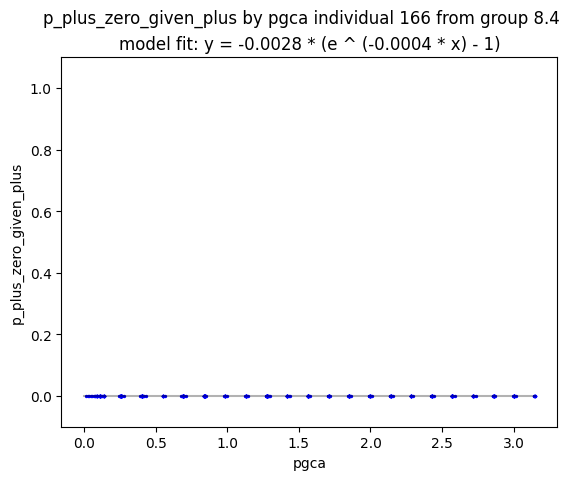 p_plus_zero_given_plus by pgca individual 166 from group 8.4
model fit: y = -0.0028 * (e ^ (-0.0004 * x) - 1)
1.0
0.8
0.6
0.4
0.2
0.0
p_plus_zero_given_plus
0.0 0.5 1.0 1.5 2.0 2.5 3.0
pgca